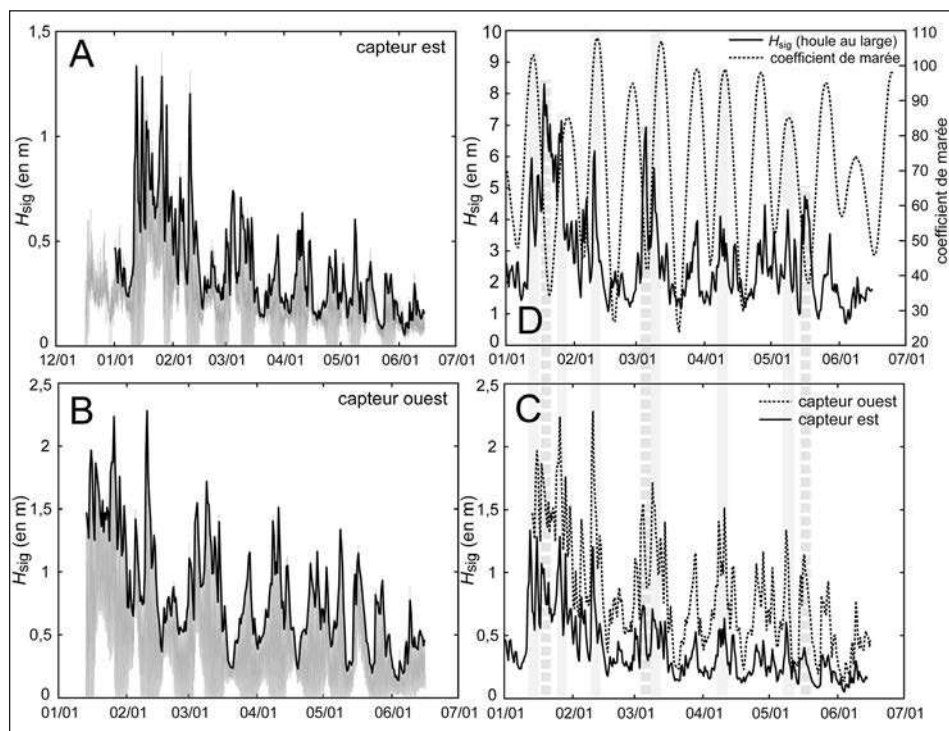 A
capteur est
H_sig (en m)
1,5
1
0,5
0
12/01 01/01 02/01 03/01 04/01 05/01 06/01 07/01
D
H_sig (houle au large)
coefficient de marée
H_sig (en m)
10
9
8
7
6
5
4
3
2
1
0
110
100
90
80
70
60
50
40
30
20
coefficient de marée
01/01 02/01 03/01 04/01 05/01 06/01 07/01
B
capteur ouest
H_sig (en m)
2,5
2
1,5
1
0,5
0
01/01 02/01 03/01 04/01 05/01 06/01 07/01
C
capteur ouest
capteur est
H_sig (en m)
2,5
2
1,5
1
0,5
0
01/01 02/01 03/01 04/01 05/01 06/01 07/01